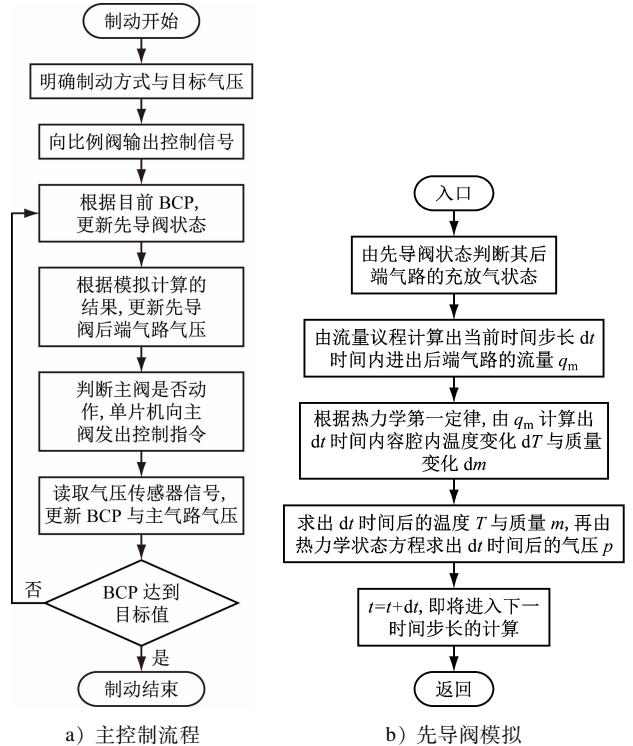 制动开始
明确制动方式与目标气压
向比例阀输出控制信号
根据目前 BCP,
更新先导阀状态
根据模拟计算的
结果,更新先导
阀后端气路气压
判断主阀是否动
作,单片机向主
阀发出控制指令
读取气压传感器信号,
更新 BCP 与主气路气压
否
BCP 达到
目标值
是
制动结束
a）主控制流程
入口
由先导阀状态判断其后
端气路的充放气状态
由流量议程计算出当前时间步长 dt
时间内进出后端气路的流量 qm
根据热力学第一定律,由 qm 计算出
dt 时间内容腔内温度变化 dT 与质量
变化 dm
求出 dt 时间后的温度 T 与质量 m,再由
热力学状态方程求出 dt 时间后的气压 p
t=t+dt,即将进入下一
时间步长的计算
返回
b）先导阀模拟